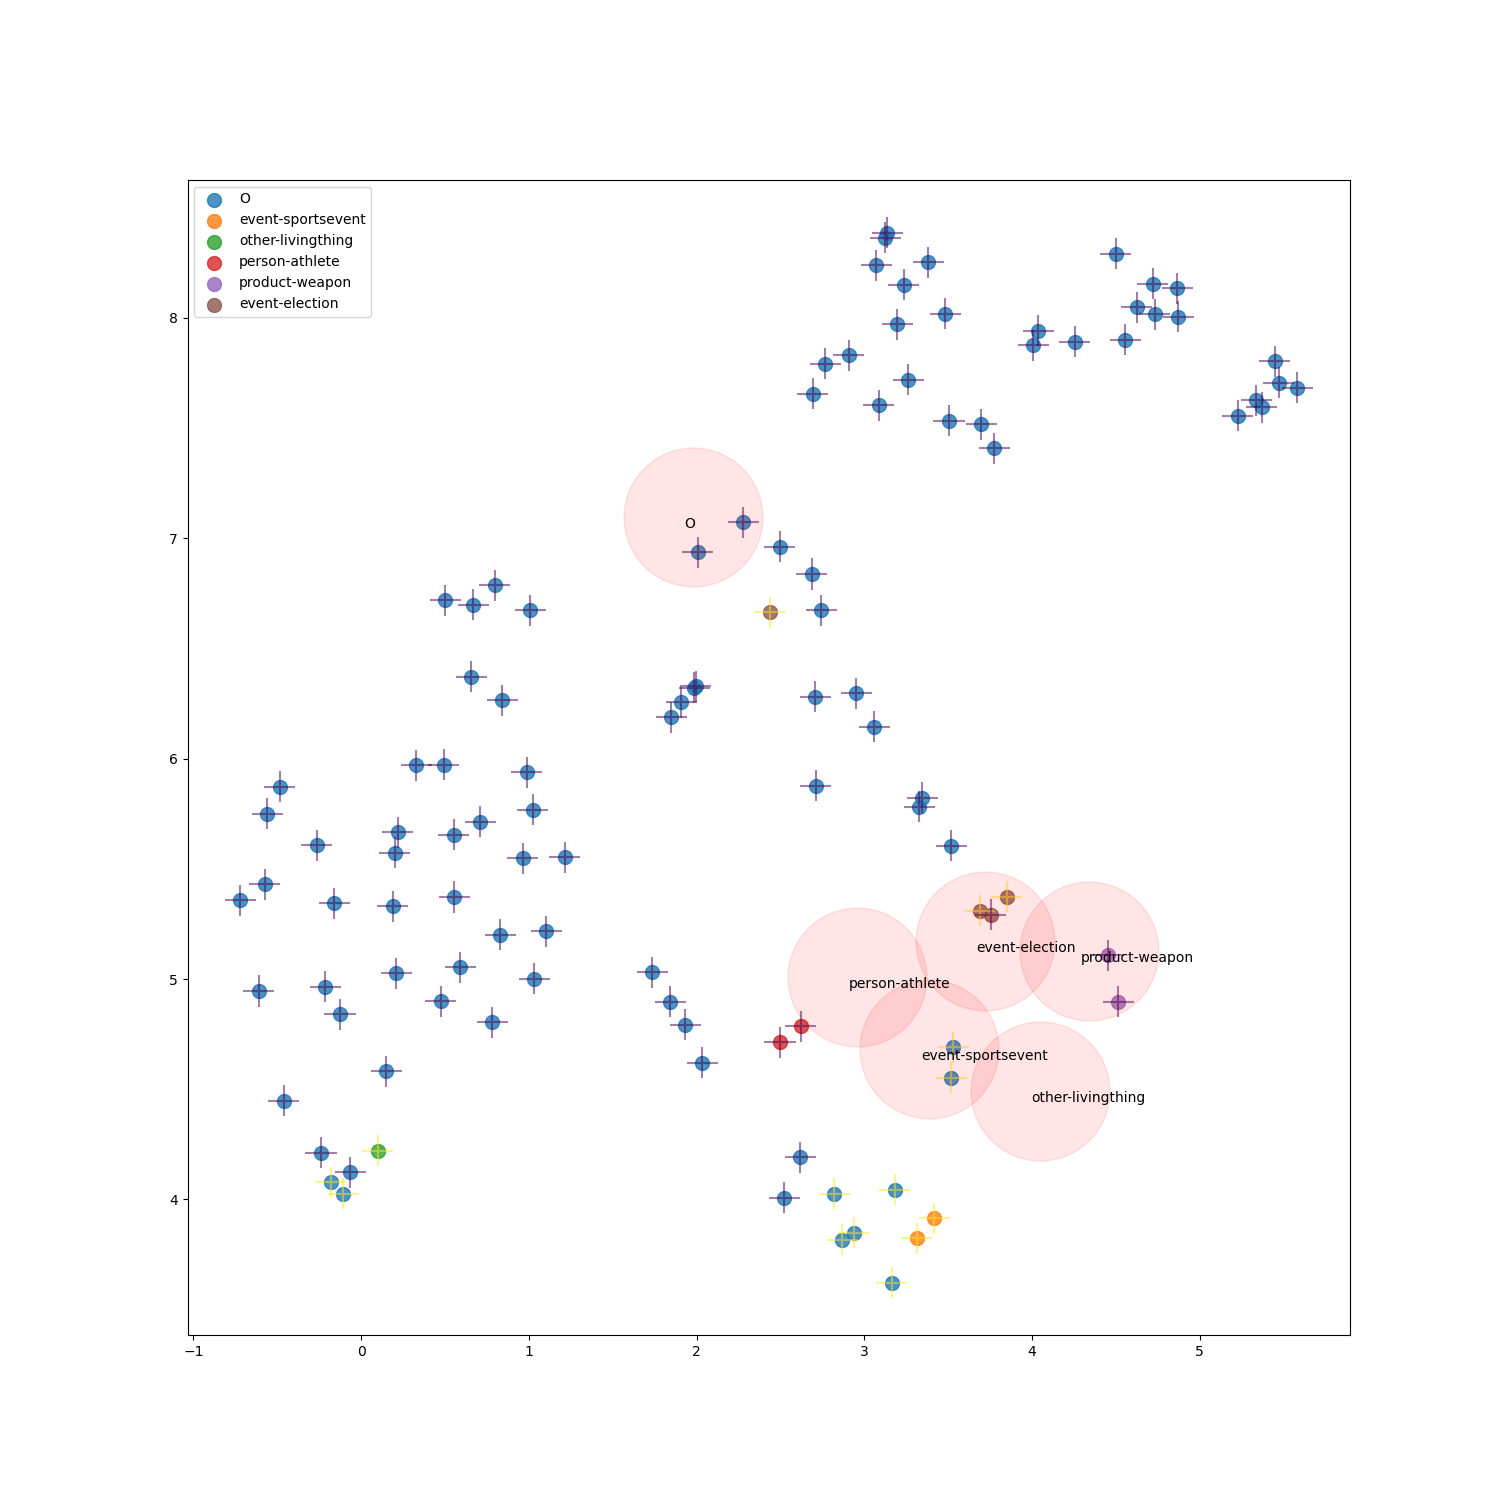 O
event-sportsevent
other-livingthing
person-athlete
product-weapon
event-election
8
7
6
5
4
O
event-election
product-weapon
person-athlete
event-sportsevent
other-livingthing
−1 0 1 2 3 4 5